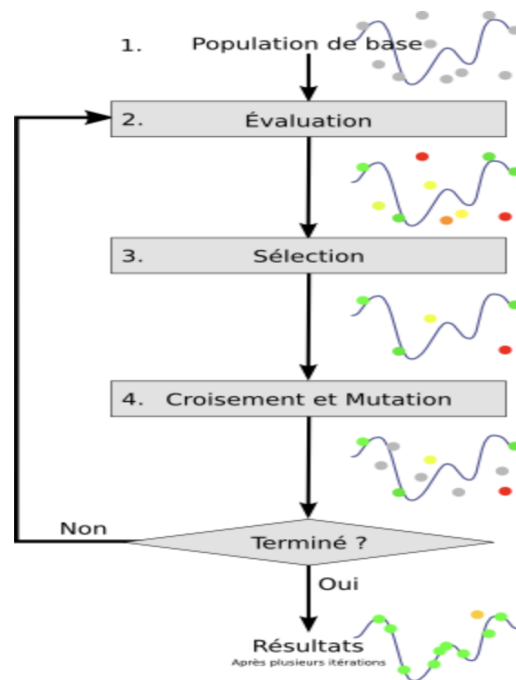 1. Population de base
2. Évaluation
3. Sélection
4. Croisement et Mutation
Non
Terminé ?
Oui
Résultats
Après plusieurs itérations